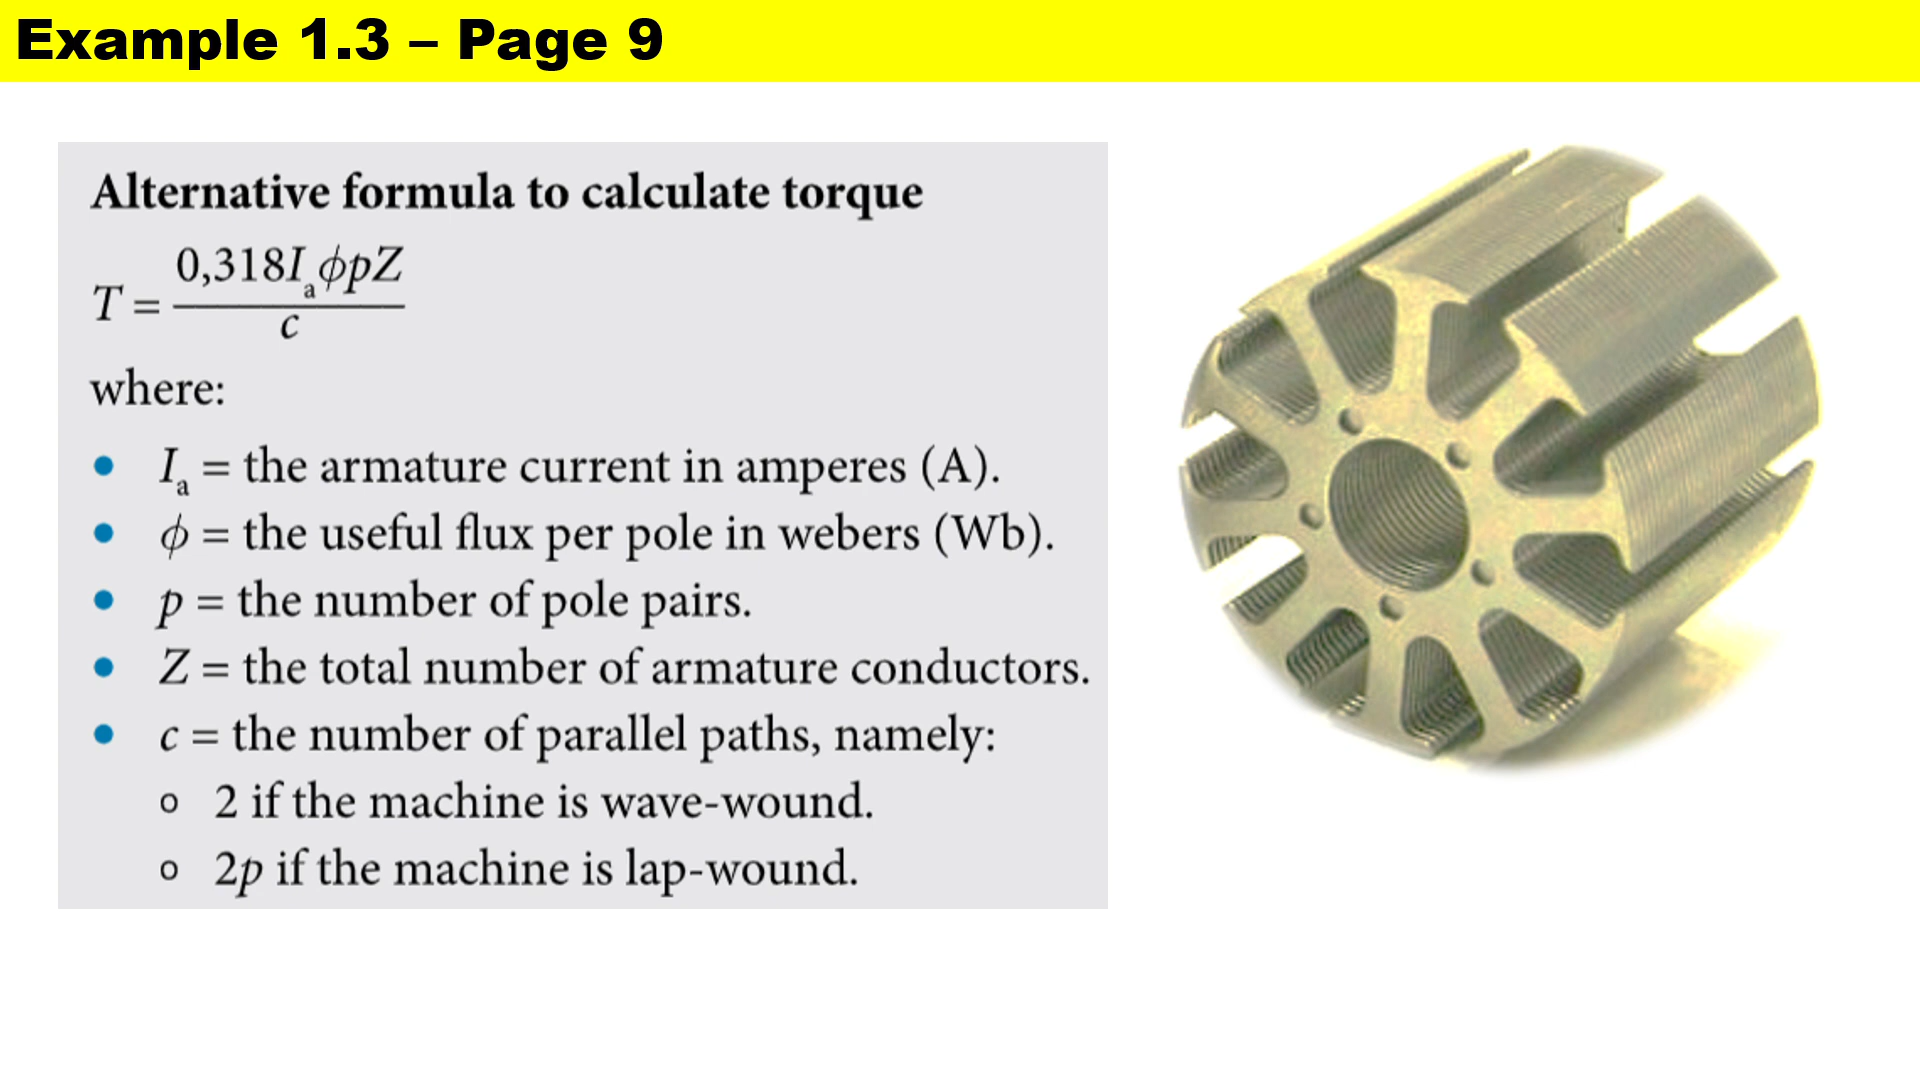 Example 1.3 – Page 9
Alternative formula to calculate torque
T = 0,318IₐϕpZ / c
where:
• Iₐ = the armature current in amperes (A).
• ϕ = the useful flux per pole in webers (Wb).
• p = the number of pole pairs.
• Z = the total number of armature conductors.
• c = the number of parallel paths, namely:
o 2 if the machine is wave-wound.
o 2p if the machine is lap-wound.